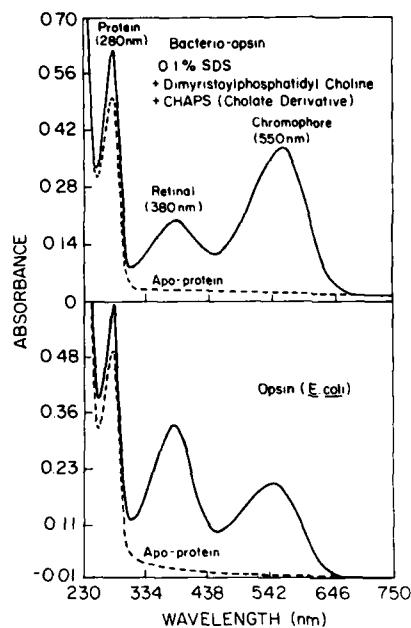 0.70
0.56
0.42
0.28
0.14
0
Protein
(280nm)
Bacterio-opsin
0.1% SDS
+ Dimyristoylphosphatidyl Choline
+ CHAPS (Cholate Derivative)
Chromophore
(550nm)
Retinal
(380nm)
Apo-protein
ABSORBANCE
0.48
0.36
0.23
0.11
-0.01
Opsin (E. coli)
Apo-protein
230 334 438 542 646 750
WAVELENGTH (nm)